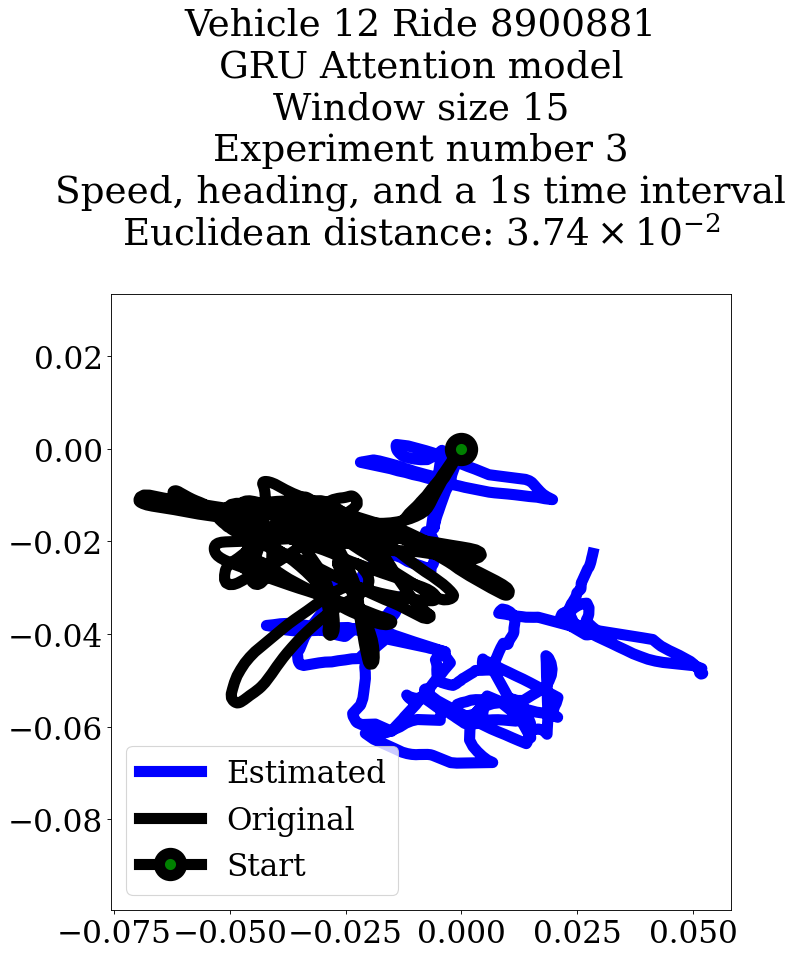 Vehicle 12 Ride 8900881
GRU Attention model
Window size 15
Experiment number 3
Speed, heading, and a 1s time interval
Euclidean distance: 3.74 × 10⁻²
0.02
0.00
−0.02
−0.04
−0.06
−0.08
Estimated
Original
Start
−0.075 −0.050 −0.025 0.000 0.025 0.050